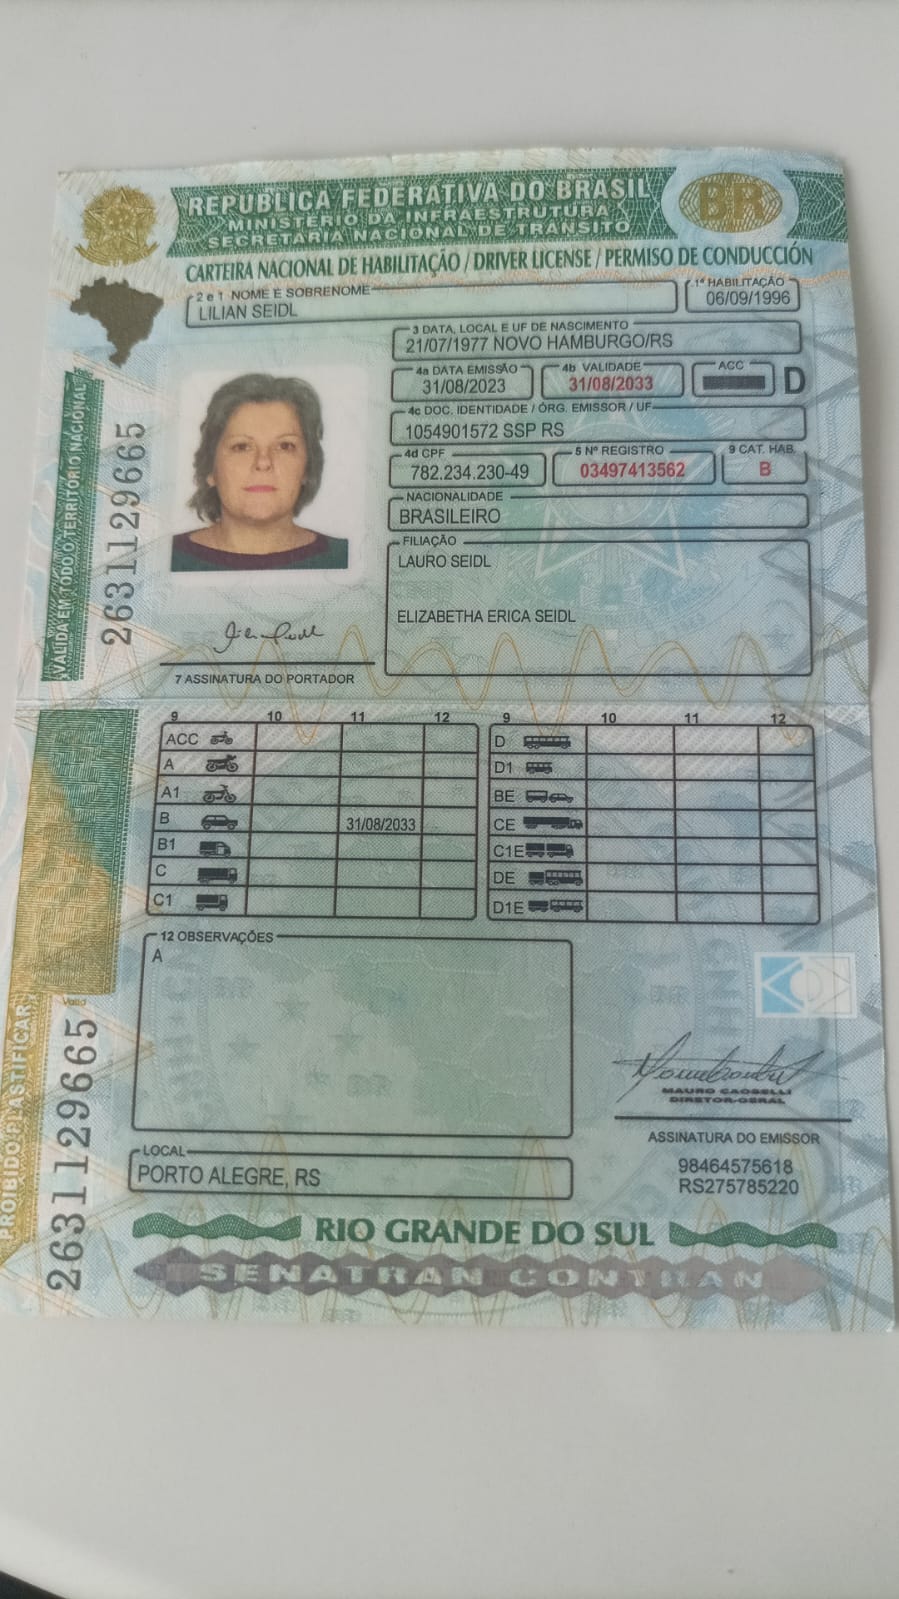 REPÚBLICA FEDERATIVA DO BRASIL
MINISTÉRIO DA INFRAESTRUTURA
SECRETARIA NACIONAL DE TRÂNSITO
BR
CARTEIRA NACIONAL DE HABILITAÇÃO / DRIVER LICENSE / PERMISO DE CONDUCCIÓN
2 e 1 NOME E SOBRENOME
LILIAN SEIDL
1ª HABILITAÇÃO
06/09/1996
3 DATA, LOCAL E UF DE NASCIMENTO
21/07/1977 NOVO HAMBURGO/RS
4a DATA EMISSÃO
31/08/2023
4b VALIDADE
31/08/2033
ACC
D
4c DOC. IDENTIDADE / ÓRG. EMISSOR / UF
1054901572 SSP RS
4d CPF
782.234.230-49
5 Nº REGISTRO
03497413562
9 CAT. HAB.
B
NACIONALIDADE
BRASILEIRO
FILIAÇÃO
LAURO SEIDL
ELIZABETHA ERICA SEIDL
VÁLIDA EM TODO O TERRITÓRIO NACIONAL
2631129665
7 ASSINATURA DO PORTADOR
9 10 11 12
ACC
A
A1
B 31/08/2033
B1
C
C1
9 10 11 12
D
D1
BE
CE
C1E
DE
D1E
12 OBSERVAÇÕES
A
PROIBIDO PLASTIFICAR
2631129665
MAURO CAOBELLI
DIRETOR-GERAL
ASSINATURA DO EMISSOR
98464575618
RS275785220
LOCAL
PORTO ALEGRE, RS
RIO GRANDE DO SUL
SENATRAN CONTRAN